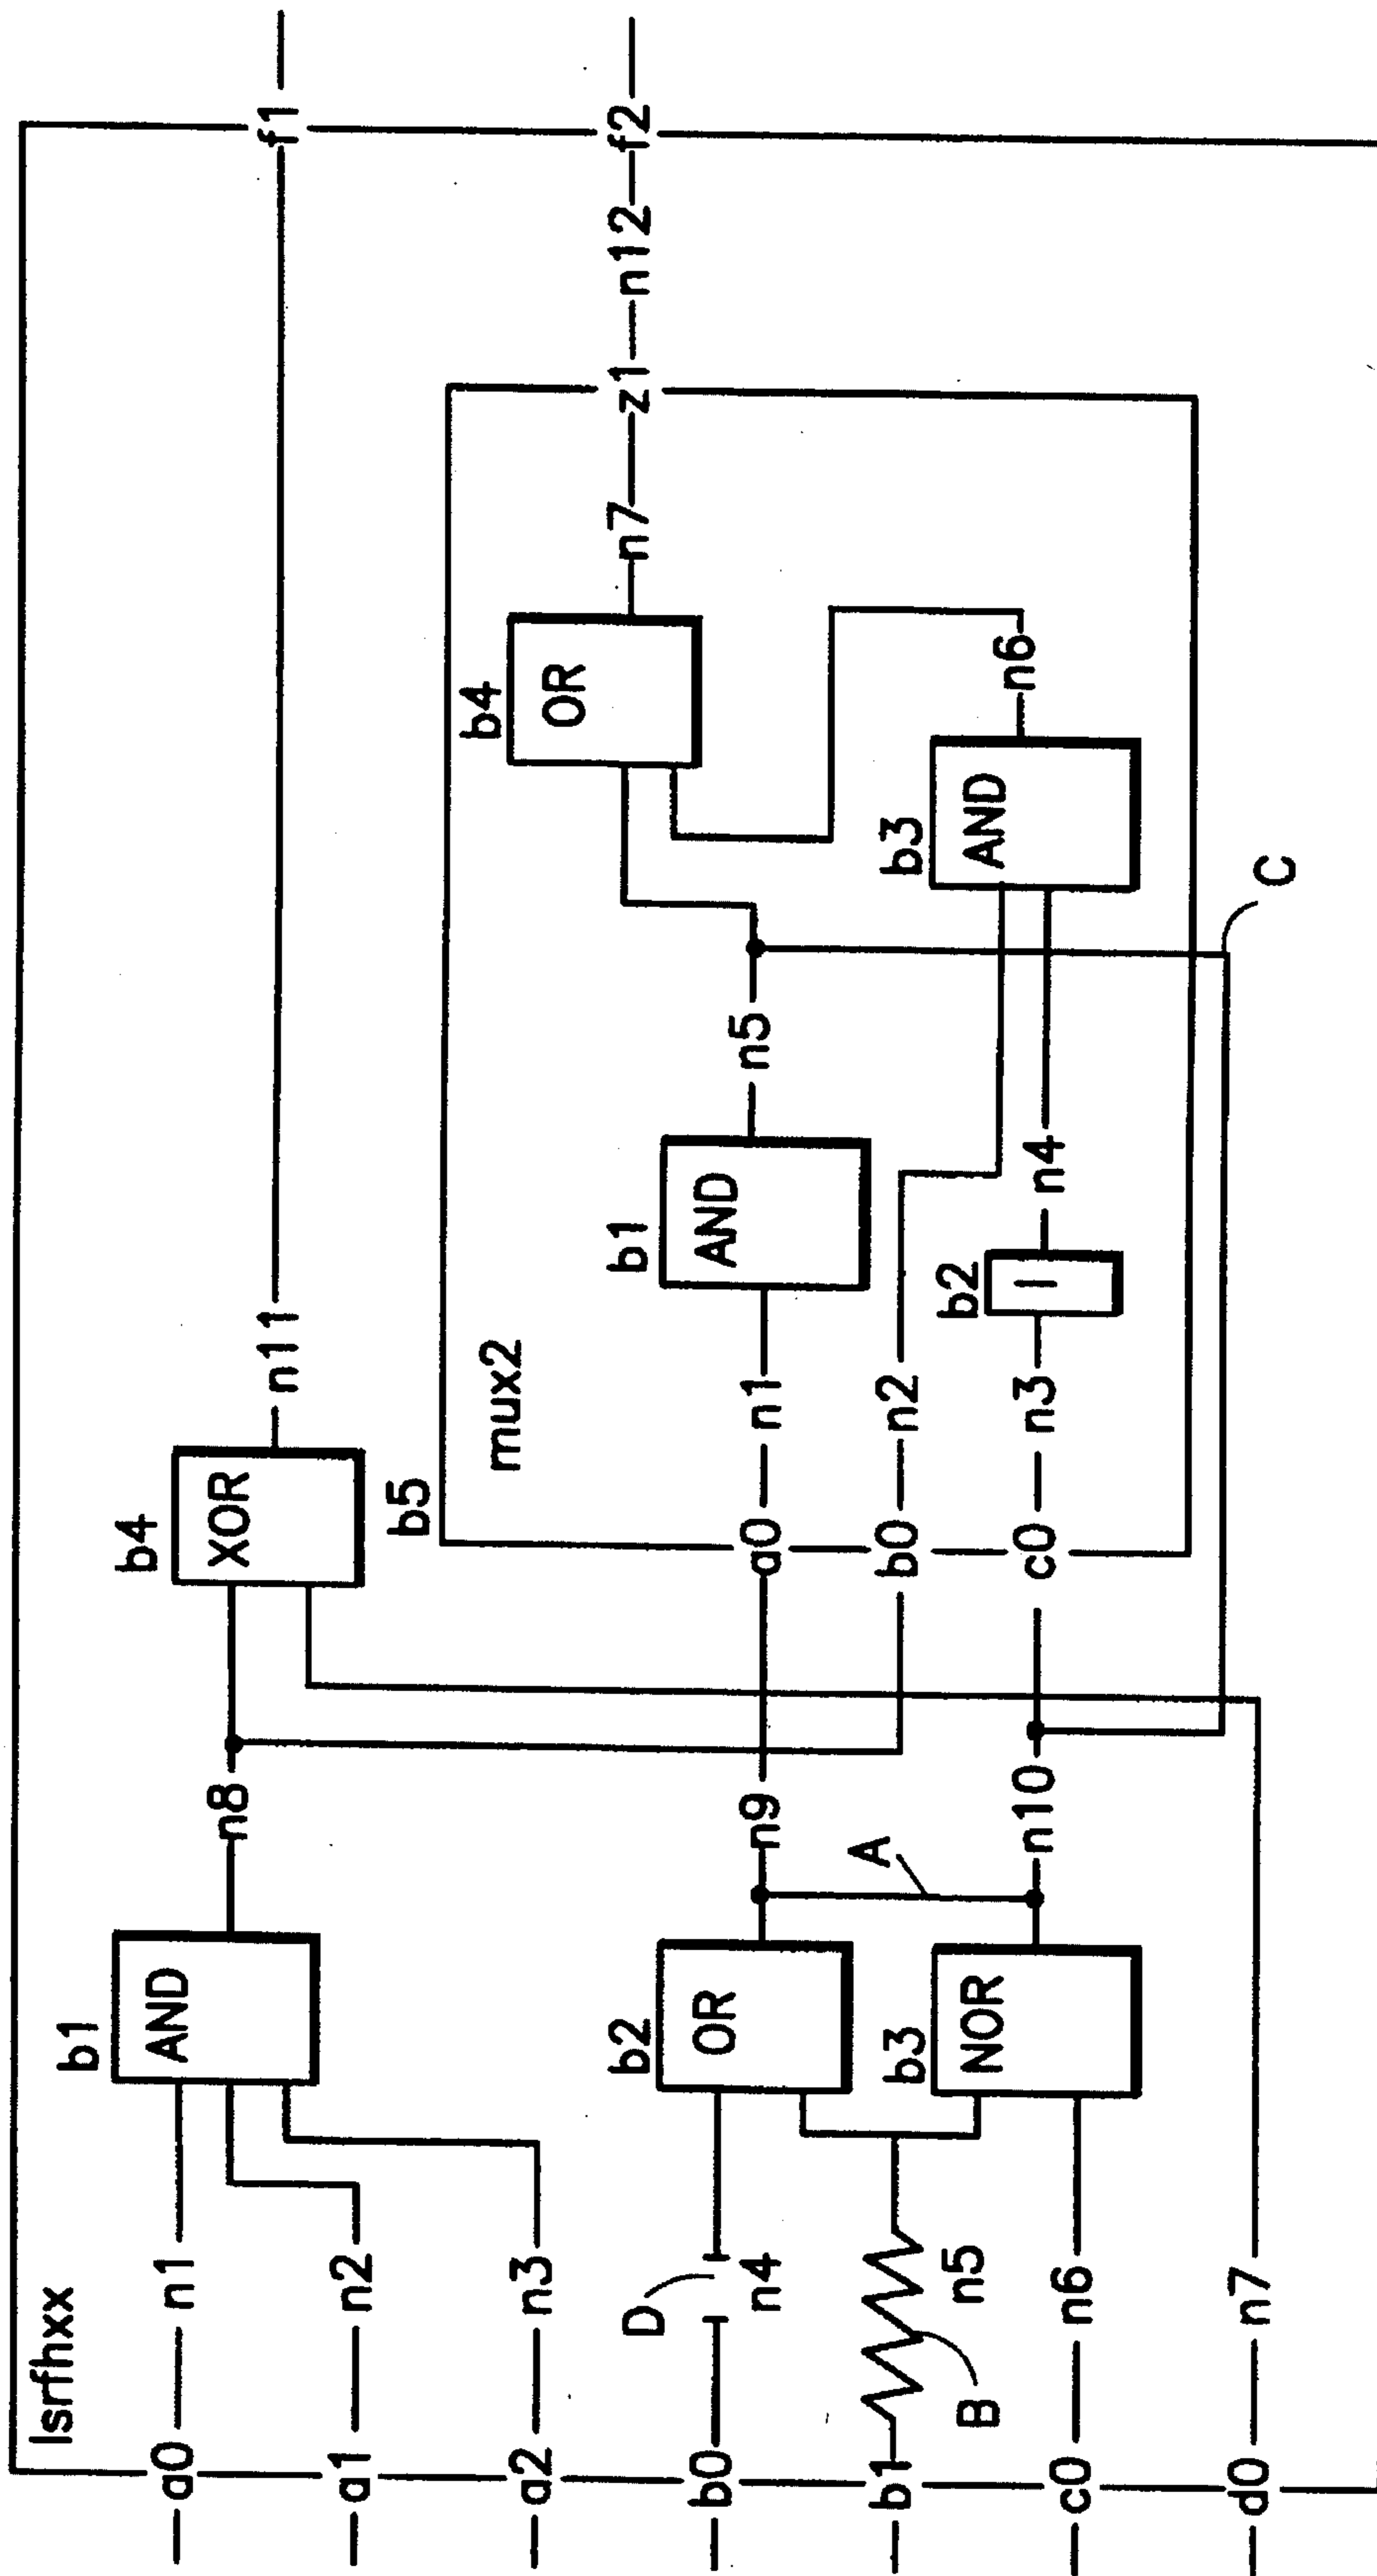 lsrfhxx
a0 n1
b1
AND
n8
b4
XOR
n11
f1
a1 n2
a2 n3
b5
mux2
D
b0
n4
b2
OR
n9
a0 n1
b1
AND
n5
b4
OR
n7 z1 n12 f2
b1
n5
B
A
b0 n2
b3
NOR
n10
c0 n3
b2
I
n4
b3
AND
n6
c0 n6
d0 n7
C